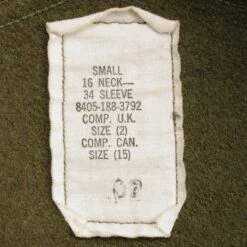 SMALL
16 NECK—
34 SLEEVE
8405-188-3792
COMP. U.K.
SIZE (2)
COMP. CAN.
SIZE (15)